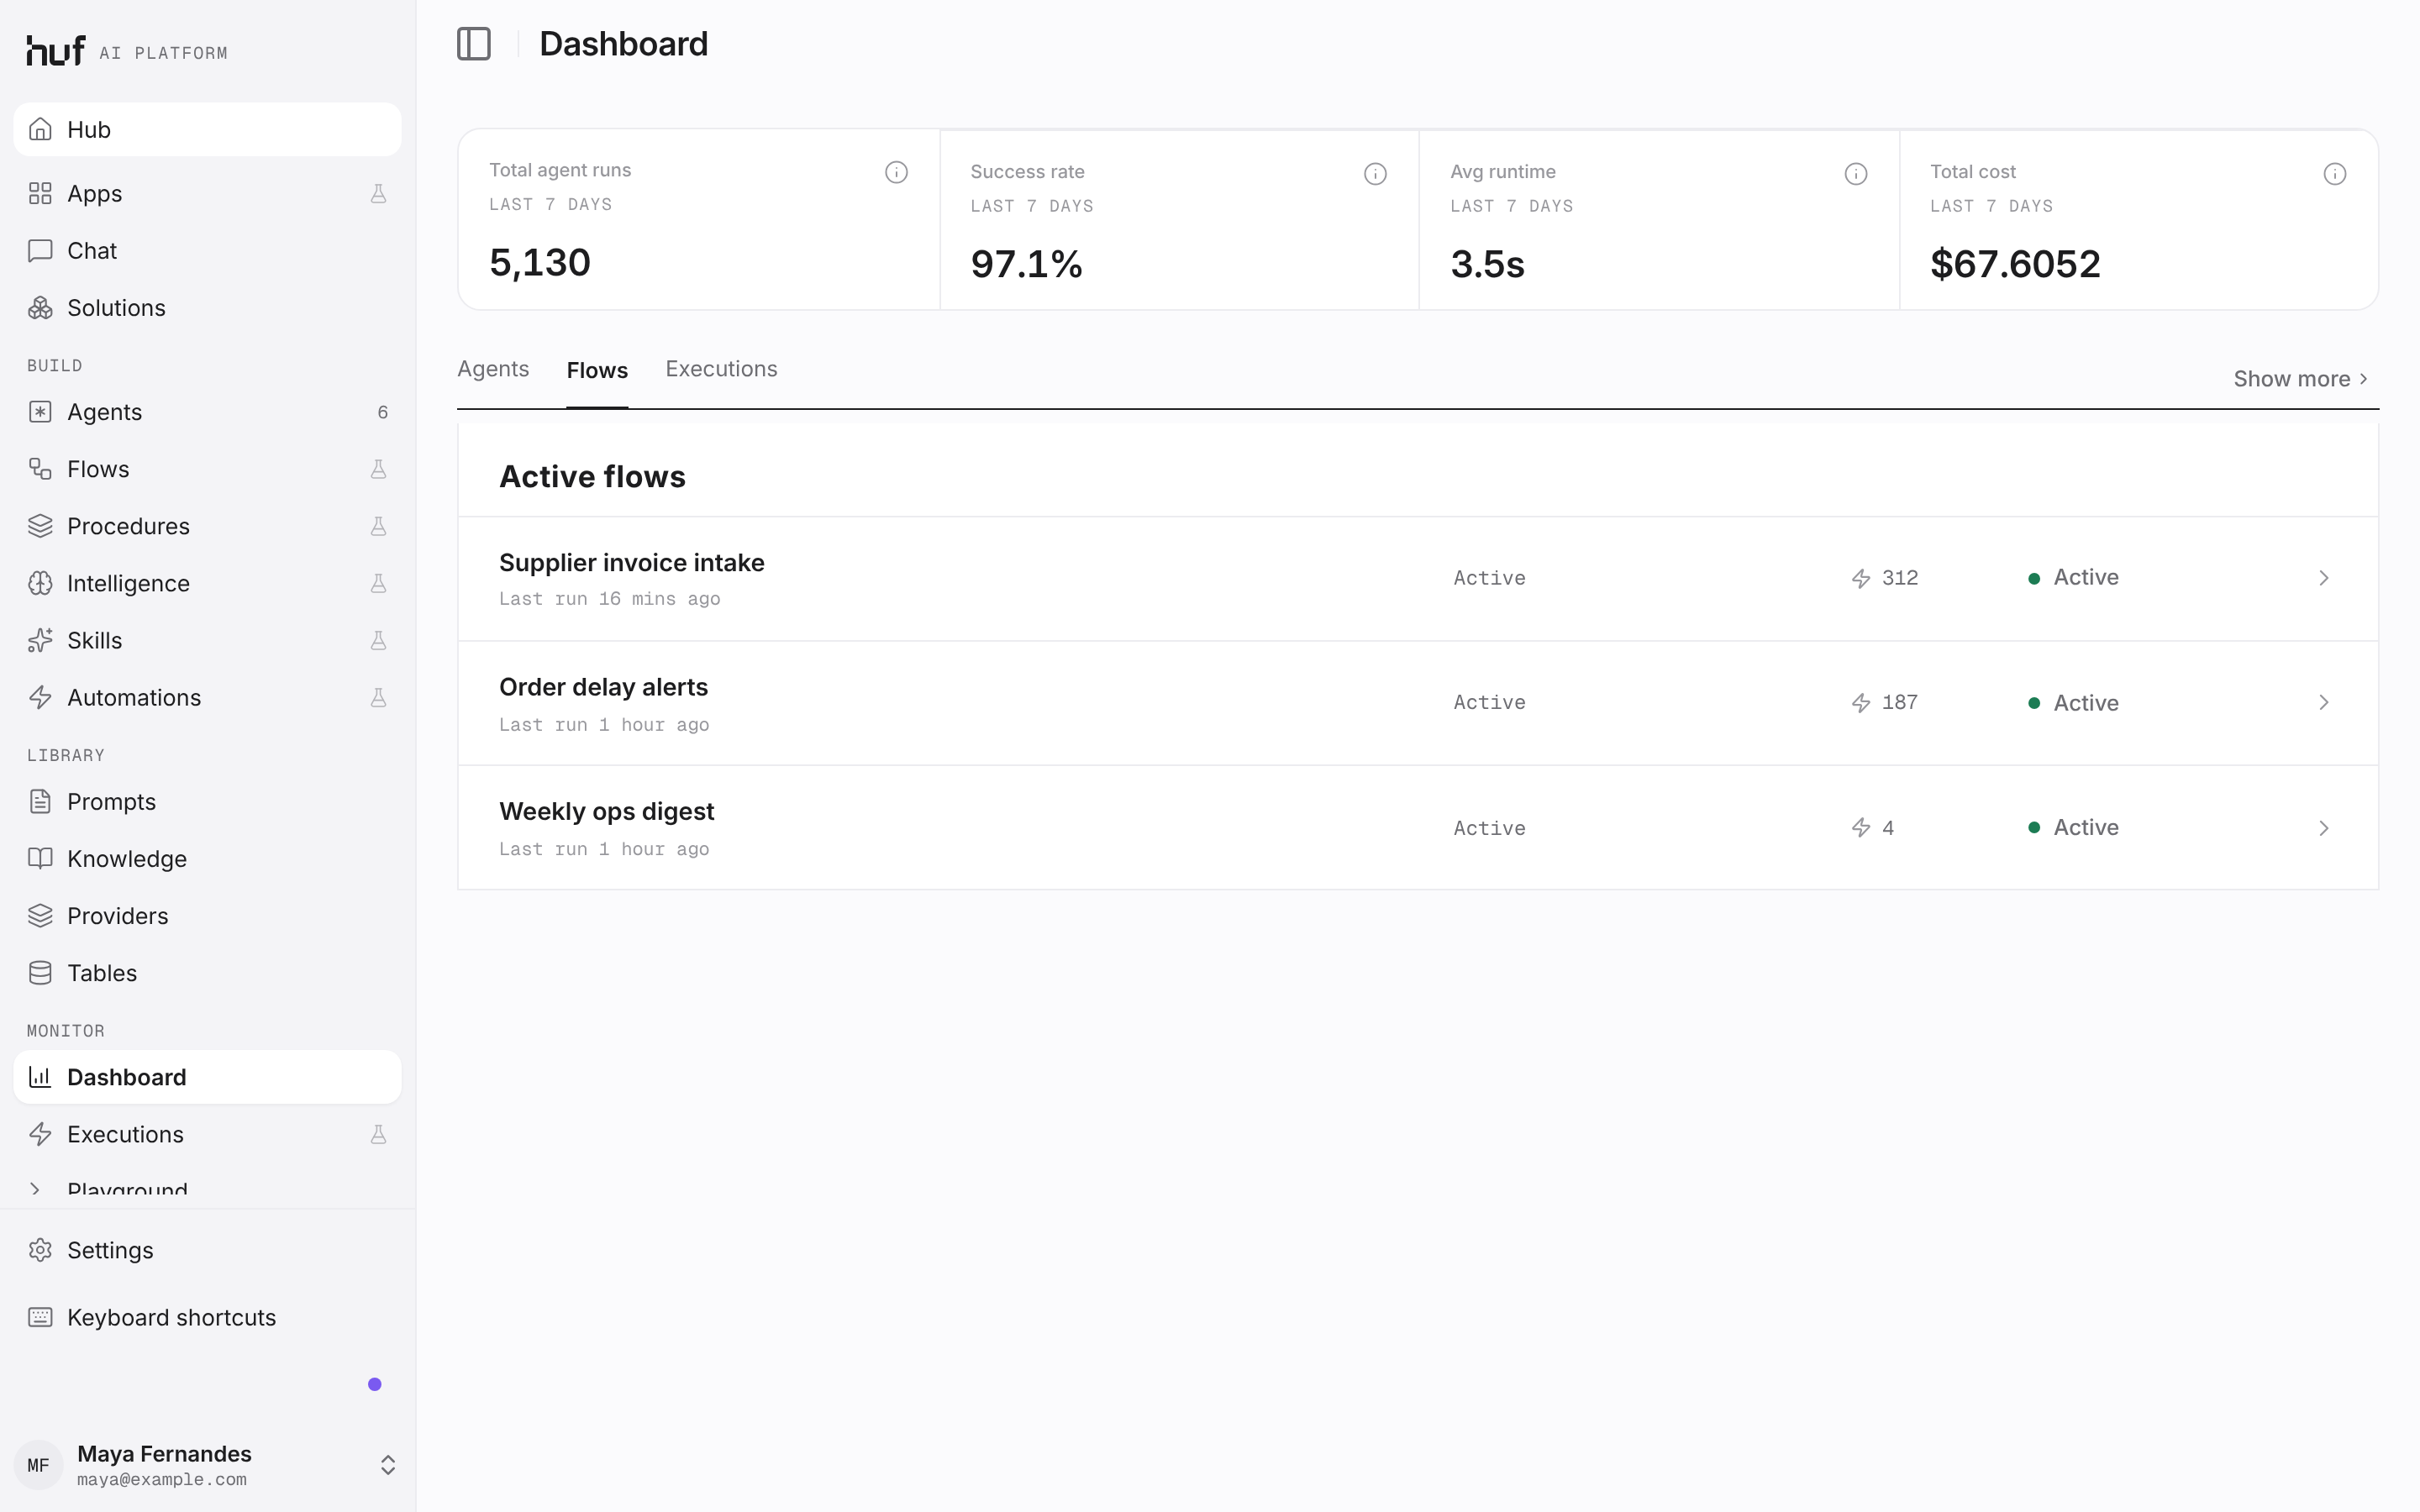 huf AI PLATFORM
Hub
Apps
Chat
Solutions
BUILD
Agents 6
Flows
Procedures
Intelligence
Skills
Automations
LIBRARY
Prompts
Knowledge
Providers
Tables
MONITOR
Dashboard
Executions
Playground
Settings
Keyboard shortcuts
MF
Maya Fernandes
maya@example.com
Dashboard
Total agent runs
LAST 7 DAYS
5,130
Success rate
LAST 7 DAYS
97.1%
Avg runtime
LAST 7 DAYS
3.5s
Total cost
LAST 7 DAYS
$67.6052
Agents Flows Executions Show more
Active flows
Supplier invoice intake
Last run 16 mins ago
Active 312 Active
Order delay alerts
Last run 1 hour ago
Active 187 Active
Weekly ops digest
Last run 1 hour ago
Active 4 Active